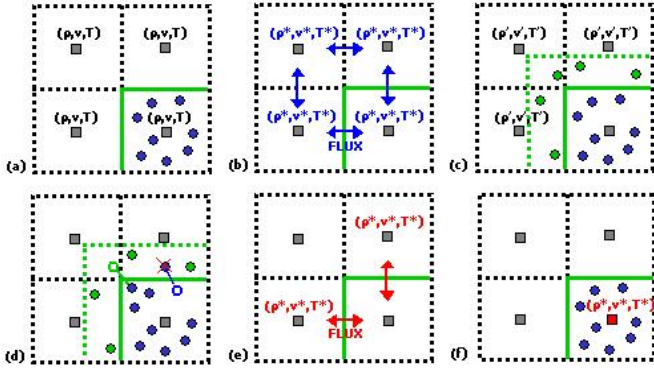 (ρ,v,T) (ρ,v,T)
(ρ,v,T) (ρ,v,T)
(a)
(ρ*,v*,T*) (ρ*,v*,T*)
(ρ*,v*,T*) (ρ*,v*,T*)
FLUX
(b)
(ρ',v',T') (ρ',v',T')
(ρ',v',T')
(c)
(d)
(ρ*,v*,T*)
(ρ*,v*,T*)
FLUX
(e)
(ρ*,v*,T*)
(f)